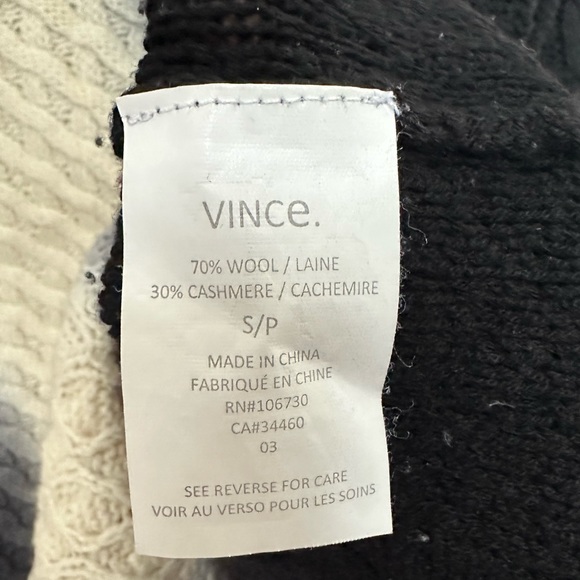 VINCe.
70% WOOL / LAINE
30% CASHMERE / CACHEMIRE
S/P
MADE IN CHINA
FABRIQUÉ EN CHINE
RN#106730
CA#34460
03
SEE REVERSE FOR CARE
VOIR AU VERSO POUR LES SOINS